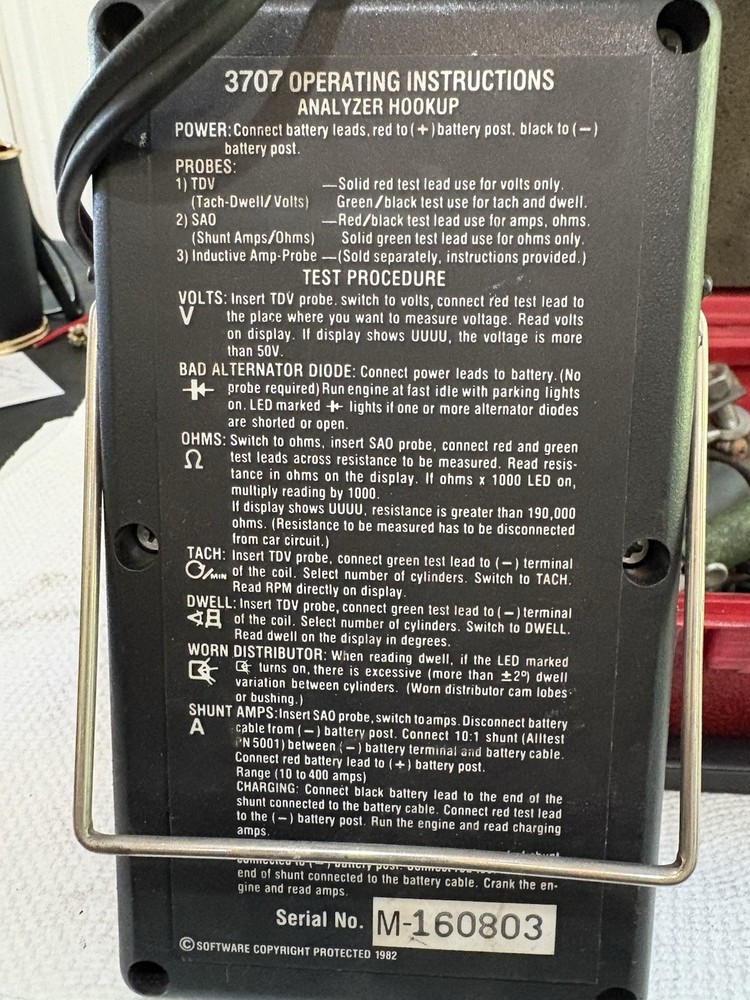 3707 OPERATING INSTRUCTIONS
ANALYZER HOOKUP
POWER: Connect battery leads, red to (+) battery post, black to (−)
battery post.
PROBES:
1) TDV —Solid red test lead use for volts only.
(Tach-Dwell/Volts) Green/black test use for tach and dwell.
2) SAO —Red/black test use for amps, ohms.
(Shunt Amps/Ohms) Solid green test lead use for ohms only.
3) Inductive Amp-Probe —(Sold separately, instructions provided.)
TEST PROCEDURE
VOLTS: Insert TDV probe, switch to volts, connect red test lead to
V the place where you want to measure voltage. Read volts
on display. If display shows UUUU, the voltage is more
than 50V.
BAD ALTERNATOR DIODE: Connect power leads to battery. (No
probe required) Run engine at fast idle with parking lights
on. LED marked lights if one or more alternator diodes
are shorted or open.
OHMS: Switch to ohms, insert SAO probe, connect red and green
Ω test leads across resistance to be measured. Read resis-
tance in ohms on the display. If ohms x 1000 LED on,
multiply reading by 1000.
If display shows UUUU, resistance is greater than 190,000
ohms. (Resistance to be measured has to be disconnected
from car circuit.)
TACH: Insert TDV probe, connect green test lead to (−) terminal
/MIN of the coil. Select number of cylinders. Switch to TACH.
Read RPM directly on display.
DWELL: Insert TDV probe, connect green test lead to (−) terminal
of the coil. Select number of cylinders. Switch to DWELL.
Read dwell on the display in degrees.
WORN DISTRIBUTOR: When reading dwell, if the LED marked
turns on, there is excessive (more than ±2º) dwell
variation between cylinders. (Worn distributor cam lobes
or bushing.)
SHUNT AMPS: Insert SAO probe, switch to amps. Disconnect battery
A cable from (−) battery post. Connect 10:1 shunt (Alltest
PN 5001) between (−) battery terminal and battery cable.
Connect red battery lead to (+) battery post.
Range (10 to 400 amps)
CHARGING: Connect black battery lead to the end of the
shunt connected to the battery cable. Connect red test lead
to the (−) battery post. Run the engine and read charging
amps.
connected to (−) battery post. Connect red
end of shunt connected to the battery cable. Crank the en-
gine and read amps.
Serial No. M-160803
©SOFTWARE COPYRIGHT PROTECTED 1982